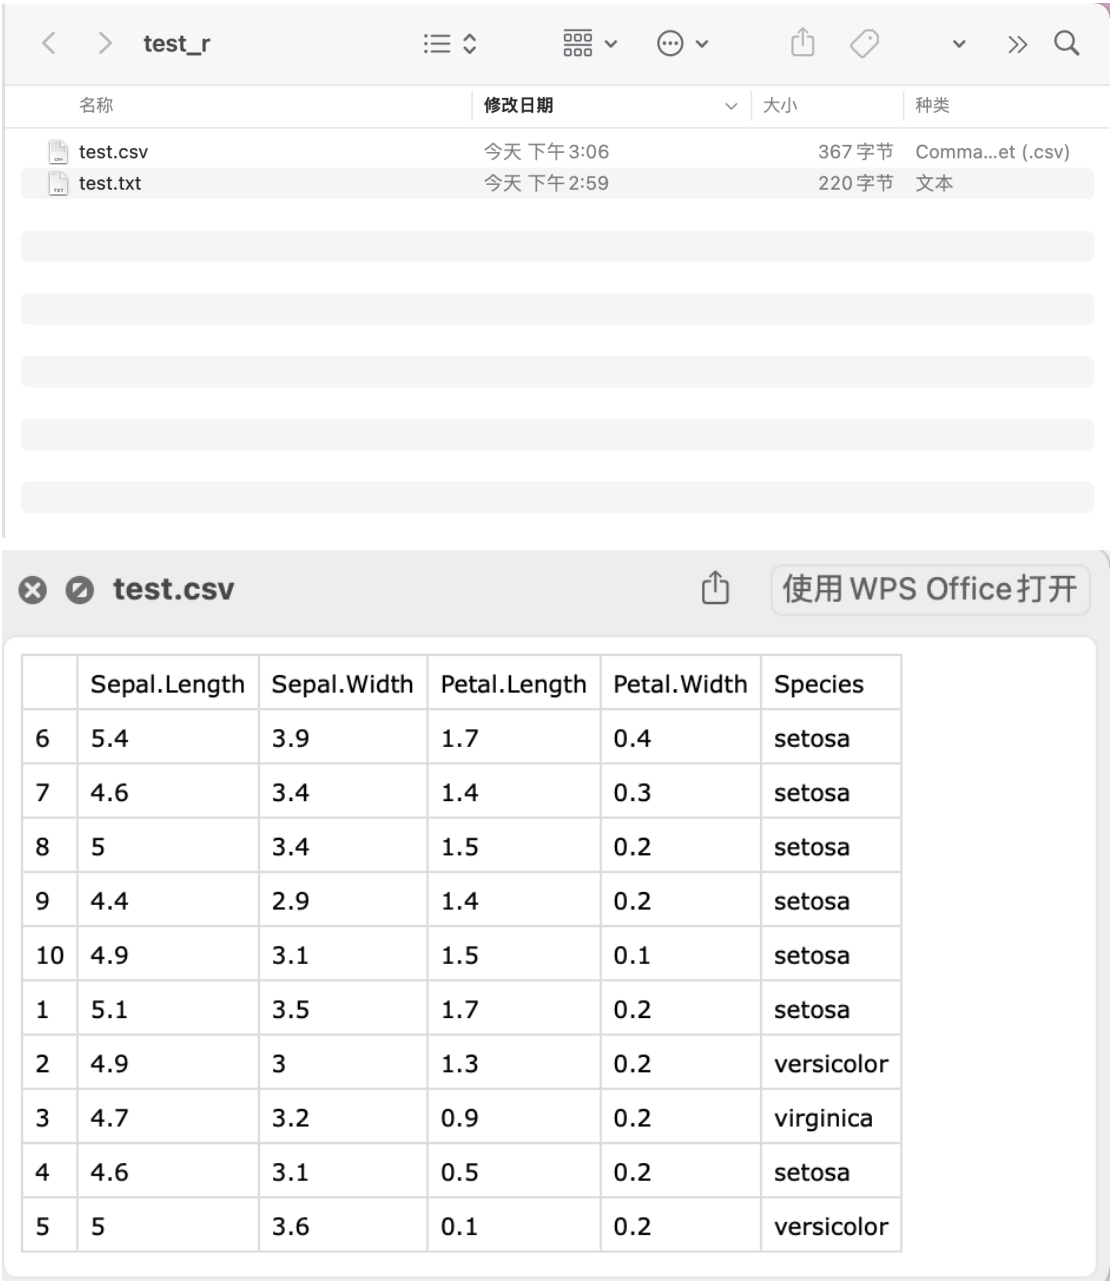 test_r
名称 修改日期 大小 种类
test.csv 今天 下午3:06 367字节 Comma...et (.csv)
test.txt 今天 下午2:59 220字节 文本
test.csv 使用WPS Office打开
Sepal.Length Sepal.Width Petal.Length Petal.Width Species
6 5.4 3.9 1.7 0.4 setosa
7 4.6 3.4 1.4 0.3 setosa
8 5 3.4 1.5 0.2 setosa
9 4.4 2.9 1.4 0.2 setosa
10 4.9 3.1 1.5 0.1 setosa
1 5.1 3.5 1.7 0.2 setosa
2 4.9 3 1.3 0.2 versicolor
3 4.7 3.2 0.9 0.2 virginica
4 4.6 3.1 0.5 0.2 setosa
5 5 3.6 0.1 0.2 versicolor